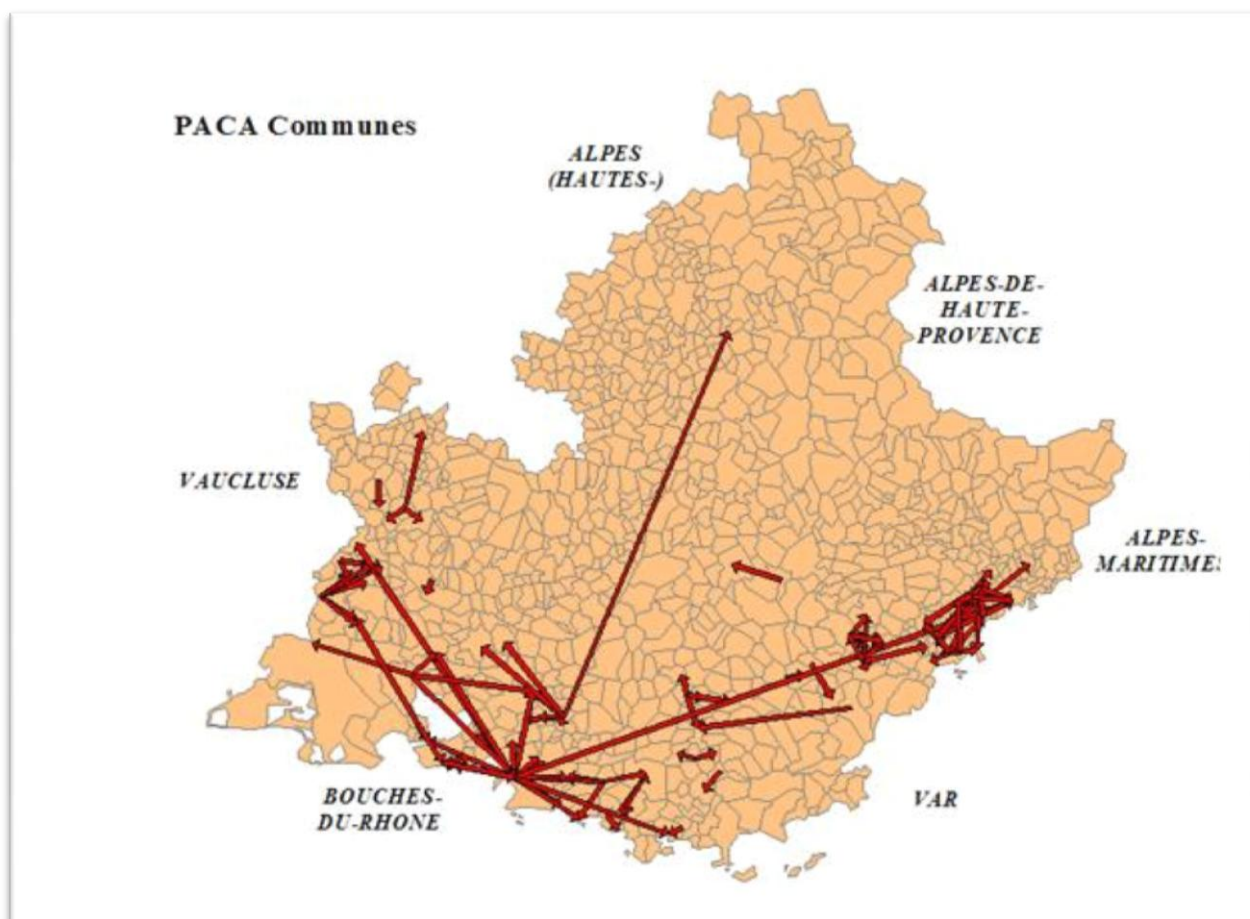 PACA Communes
ALPES
(HAUTES-)
ALPES-DE-
HAUTE-
PROVENCE
VAUCLUSE
ALPES-
MARITIMES
BOUCHES-
DU-RHONE
VAR